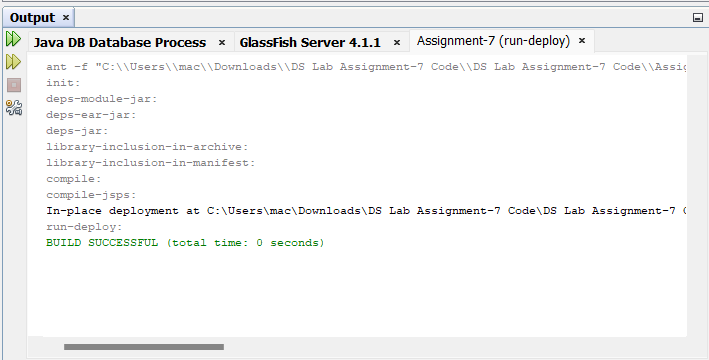 Output ×
Java DB Database Process × GlassFish Server 4.1.1 × Assignment-7 (run-deploy) ×
ant -f "C:\\Users\\mac\\Downloads\\DS Lab Assignment-7 Code\\DS Lab Assignment-7 Code\\Assig
init:
deps-module-jar:
deps-ear-jar:
deps-jar:
library-inclusion-in-archive:
library-inclusion-in-manifest:
compile:
compile-jsps:
In-place deployment at C:\Users\mac\Downloads\DS Lab Assignment-7 Code\DS Lab Assignment-7 C
run-deploy:
BUILD SUCCESSFUL (total time: 0 seconds)